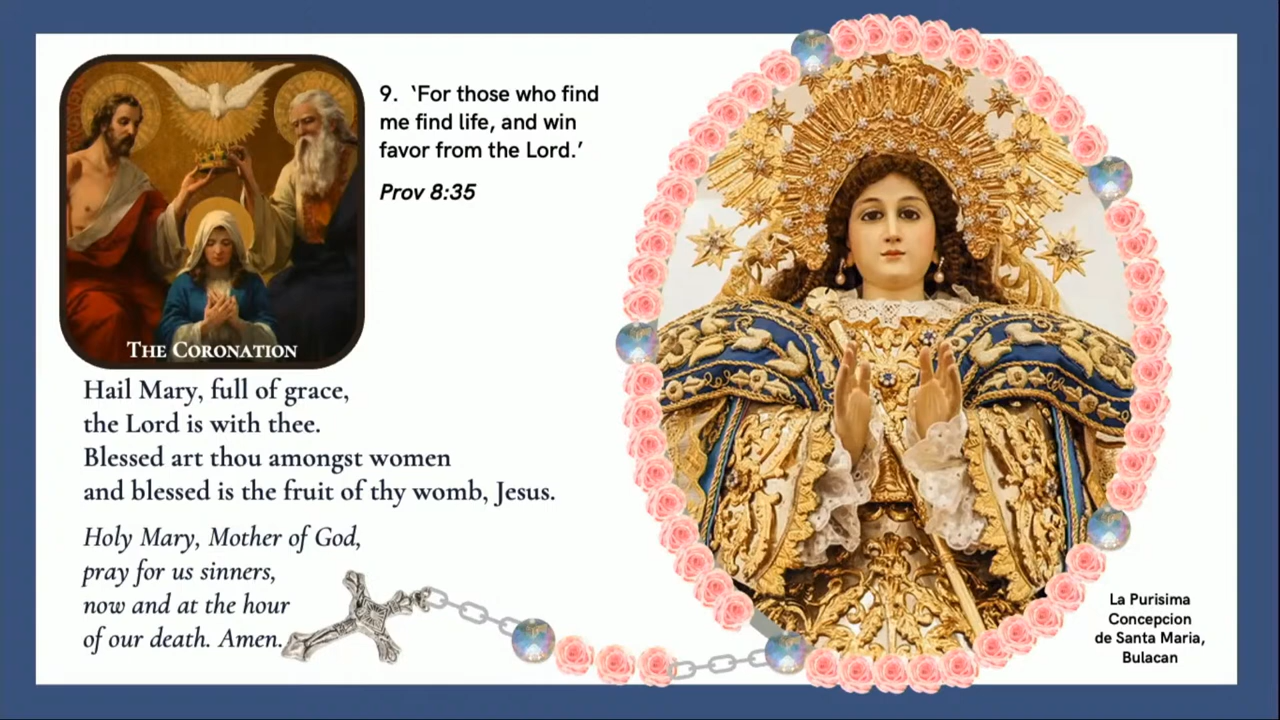 9. ‘For those who find
me find life, and win
favor from the Lord.’
Prov 8:35
The Coronation
Hail Mary, full of grace,
the Lord is with thee.
Blessed art thou amongst women
and blessed is the fruit of thy womb, Jesus.
Holy Mary, Mother of God,
pray for us sinners,
now and at the hour
of our death. Amen.
La Purisima
Concepcion
de Santa Maria,
Bulacan